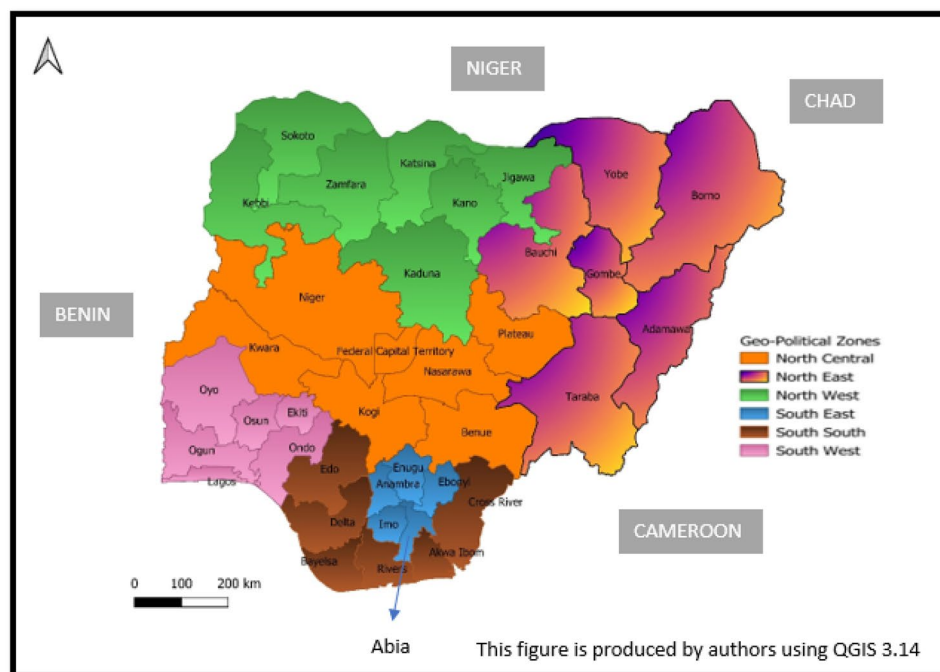 NIGER
CHAD
Sokoto
Katsina
Jigawa
Yobe
Zamfara
Kano
Borno
Kebbi
Bauchi
Gombe
Kaduna
Niger
BENIN
Plateau
Adamawa
Geo-Political Zones
North Central
North East
North West
South East
South South
South West
Kwara
Federal Capital Territory
Nasarawa
Oyo
Taraba
Kogi
Ekiti
Osun
Benue
Ogun
Ondo
Edo
Enugu
Anambra
Ebonyi
Lagos
Cross River
Delta
Imo
CAMEROON
Akwa Ibom
Bayelsa
Rivers
0 100 200 km
Abia
This figure is produced by authors using QGIS 3.14